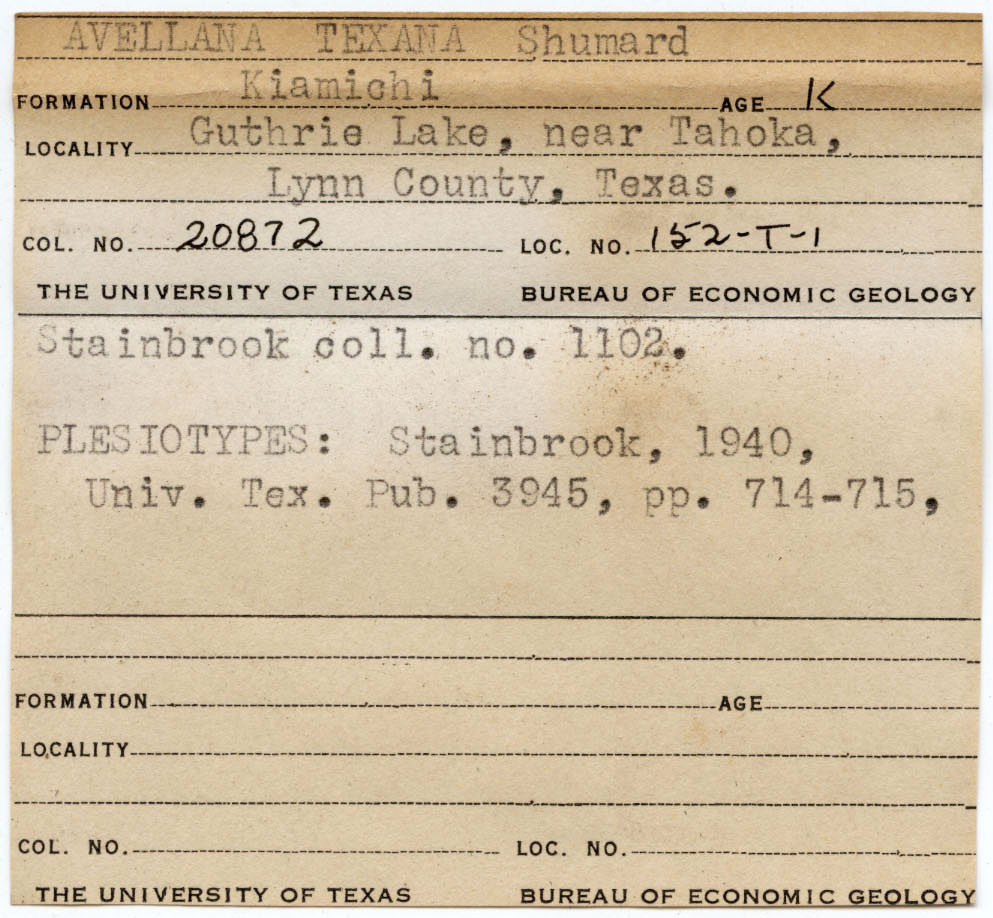 AVELLANA TEXANA Shumard
FORMATION Kiamichi AGE K
LOCALITY Guthrie Lake, near Tahoka,
Lynn County, Texas.
COL. NO. 20872 LOC. NO. 152-T-1
THE UNIVERSITY OF TEXAS BUREAU OF ECONOMIC GEOLOGY
Stainbrook coll. no. 1102.
PLESIOTYPES: Stainbrook, 1940,
Univ. Tex. Pub. 3945, pp. 714-715,
FORMATION AGE
LOCALITY
COL. NO. LOC. NO.
THE UNIVERSITY OF TEXAS BUREAU OF ECONOMIC GEOLOGY